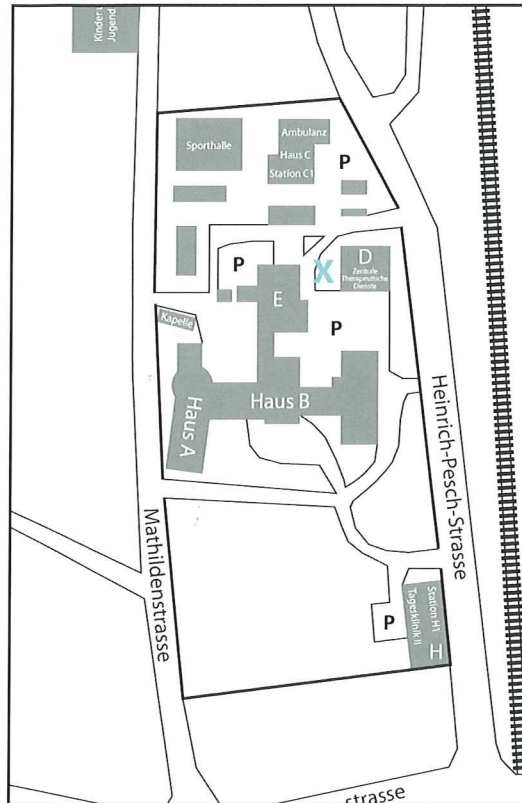 Kinder
Jugend
Sporthalle
Ambulanz
Haus C
Station C1
P
D
Zentrale
Therapeutische
Dienste
X
P
E
P
Kapelle
Haus B
Haus A
Heinrich-Pesch-Strasse
Mathildenstrasse
Station H1
Tagesklinik II
H
P
strasse